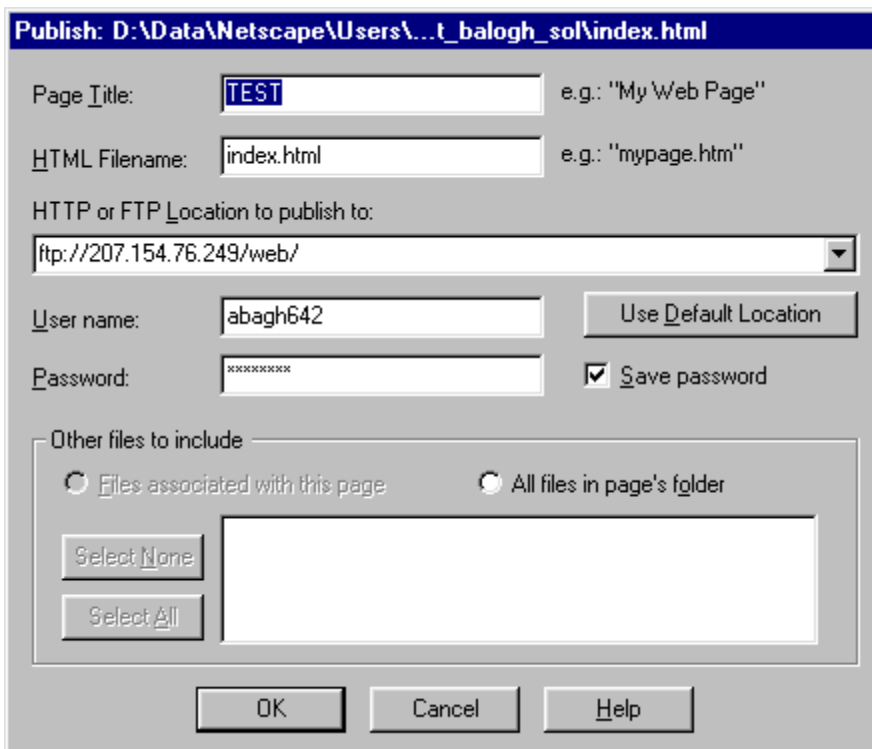 Publish: D:\Data\Netscape\Users\...t_balogh_sol\index.html
Page Title: TEST e.g.: "My Web Page"
HTML Filename: index.html e.g.: "mypage.htm"
HTTP or FTP Location to publish to:
ftp://207.154.76.249/web/
User name: abagh642 Use Default Location
Password: ******** Save password
Other files to include
Files associated with this page All files in page's folder
Select None
Select All
OK Cancel Help